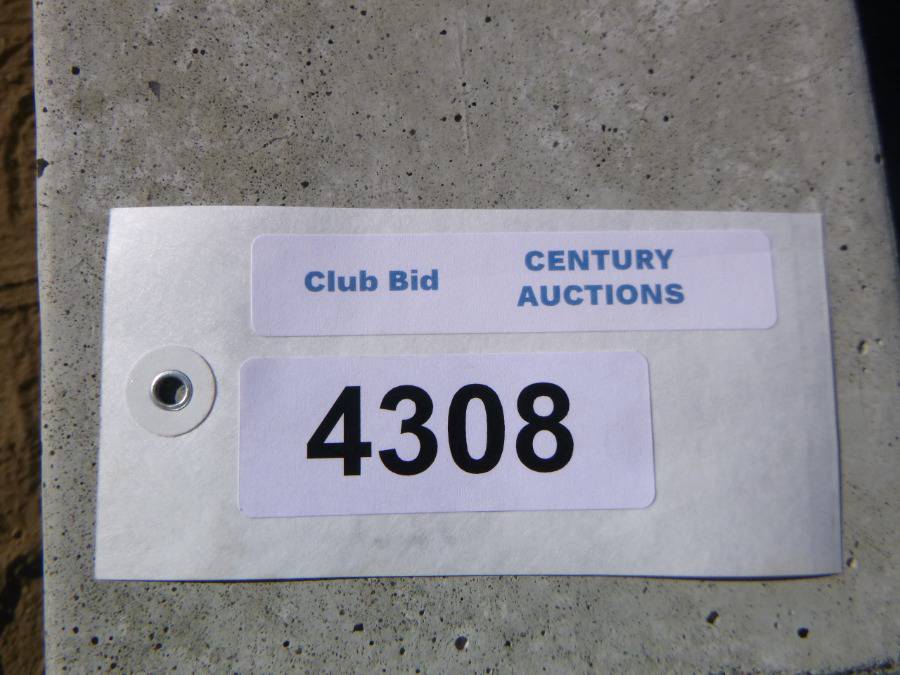 Club Bid
CENTURY
AUCTIONS
4308